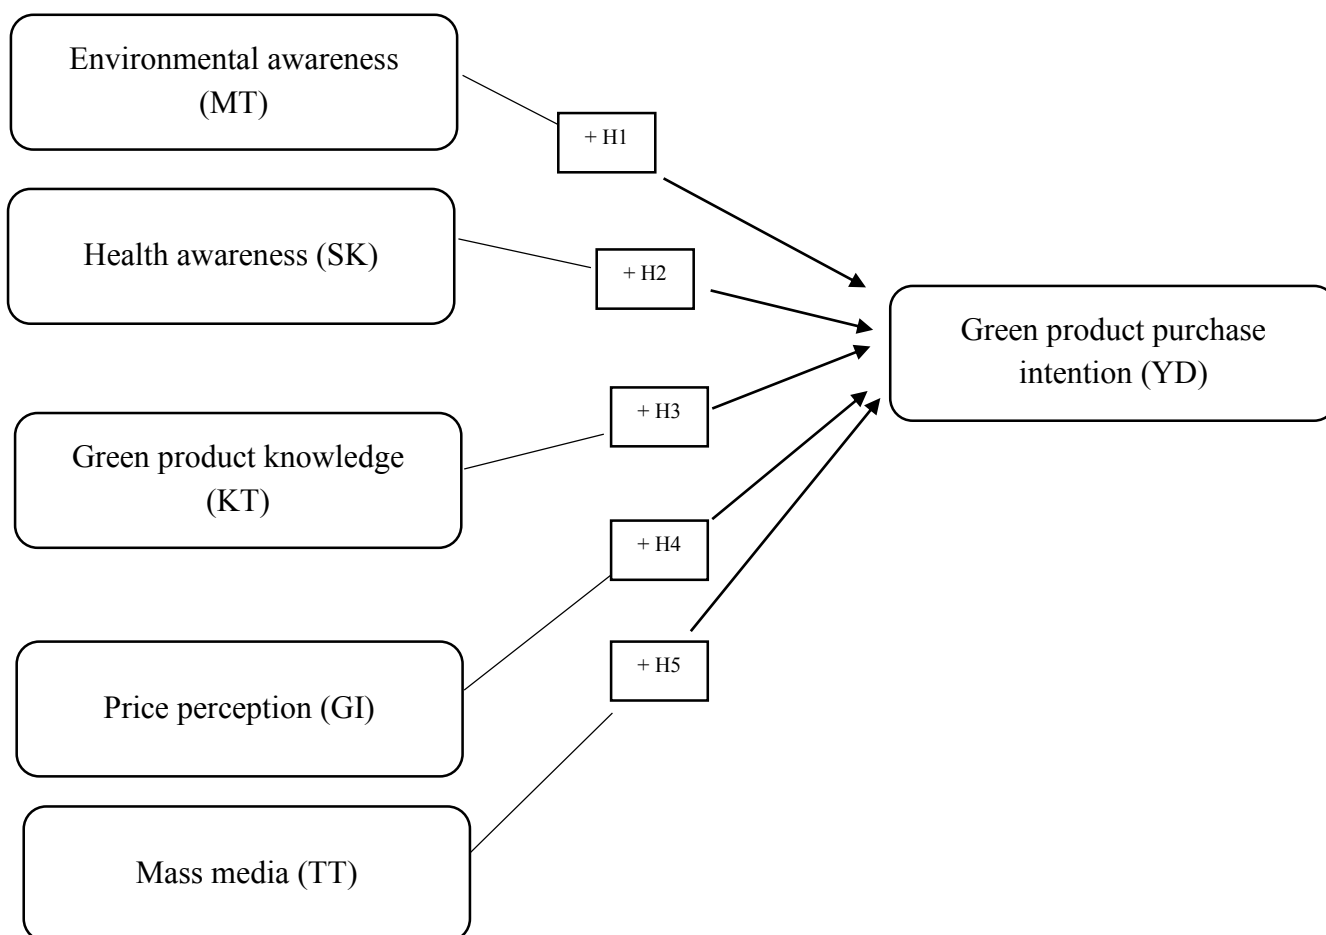 Environmental awareness
(MT)
+ H1
Health awareness (SK)
+ H2
Green product purchase
intention (YD)
+ H3
Green product knowledge
(KT)
+ H4
+ H5
Price perception (GI)
Mass media (TT)